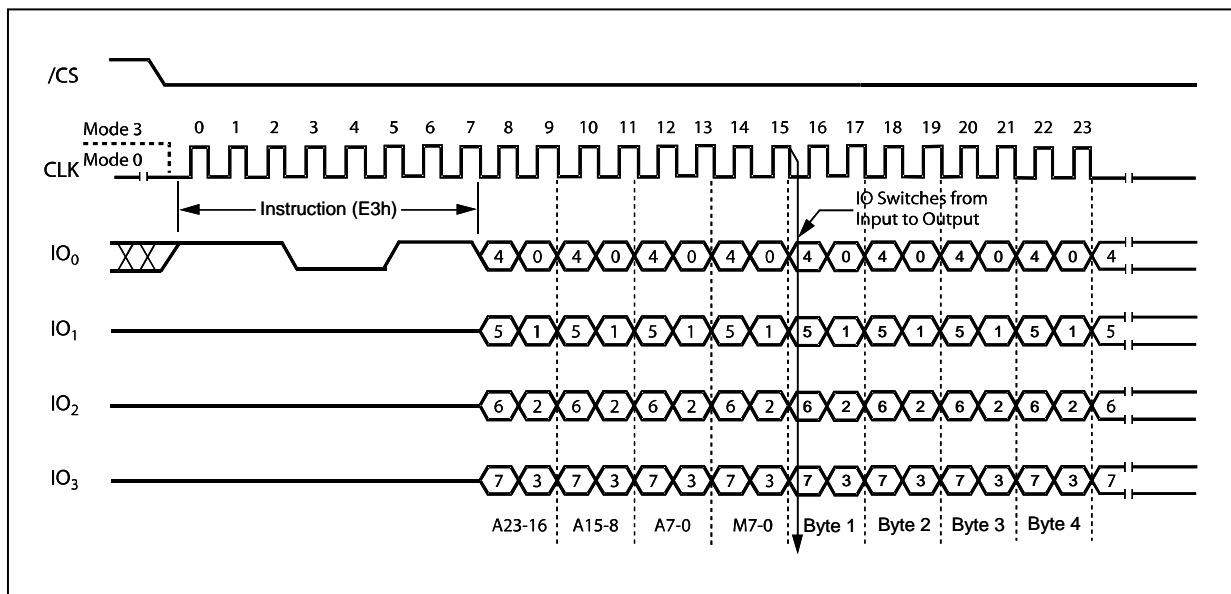 /CS
Mode 3
0 1 2 3 4 5 6 7 8 9 10 11 12 13 14 15 16 17 18 19 20 21 22 23
Mode 0
CLK
Instruction (E3h)
IO Switches from
Input to Output
IO0 4 0 4 0 4 0 4 0 4 0 4 0 4 0 4 0 4
IO1 5 1 5 1 5 1 5 1 5 1 5 1 5 1 5 1 5
IO2 6 2 6 2 6 2 6 2 6 2 6 2 6 2 6 2 6
IO3 7 3 7 3 7 3 7 3 7 3 7 3 7 3 7 3 7
A23-16 A15-8 A7-0 M7-0 Byte 1 Byte 2 Byte 3 Byte 4